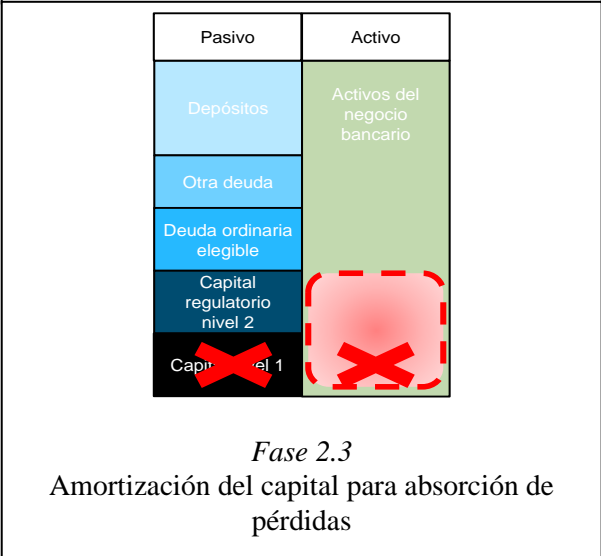 Pasivo
Activo
Depósitos
Activos del
negocio
bancario
Otra deuda
Deuda ordinaria
elegible
Capital
regulatorio
nivel 2
1
Fase 2.3
Amortización del capital para absorción de
pérdidas